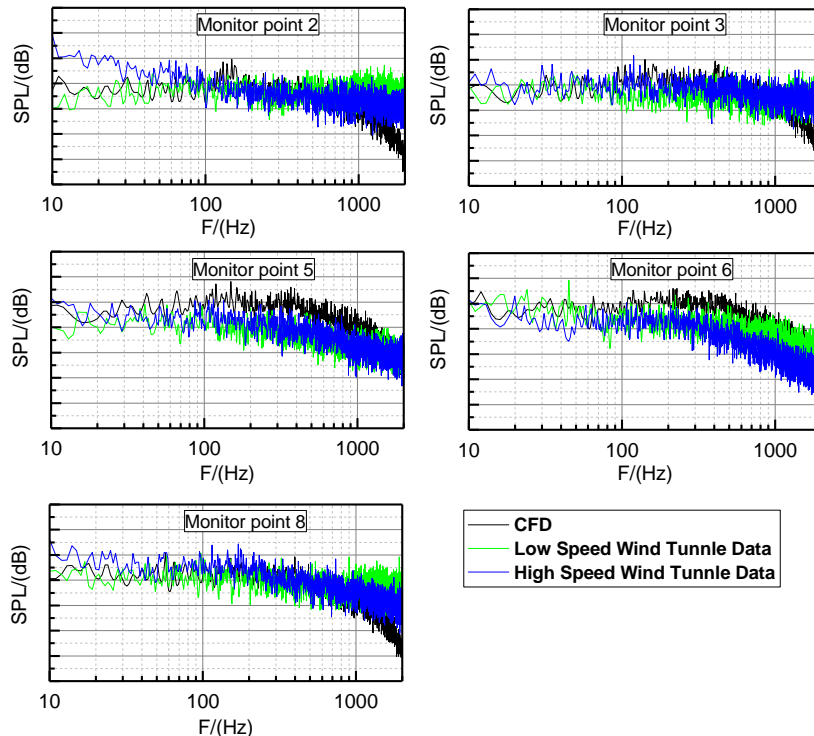 Monitor point 2
SPL/(dB)
10 100 1000
F/(Hz)
Monitor point 3
SPL/(dB)
10 100 1000
F/(Hz)
Monitor point 5
SPL/(dB)
10 100 1000
F/(Hz)
Monitor point 6
SPL/(dB)
10 100 1000
F/(Hz)
Monitor point 8
SPL/(dB)
10 100 1000
F/(Hz)
CFD
Low Speed Wind Tunnle Data
High Speed Wind Tunnle Data